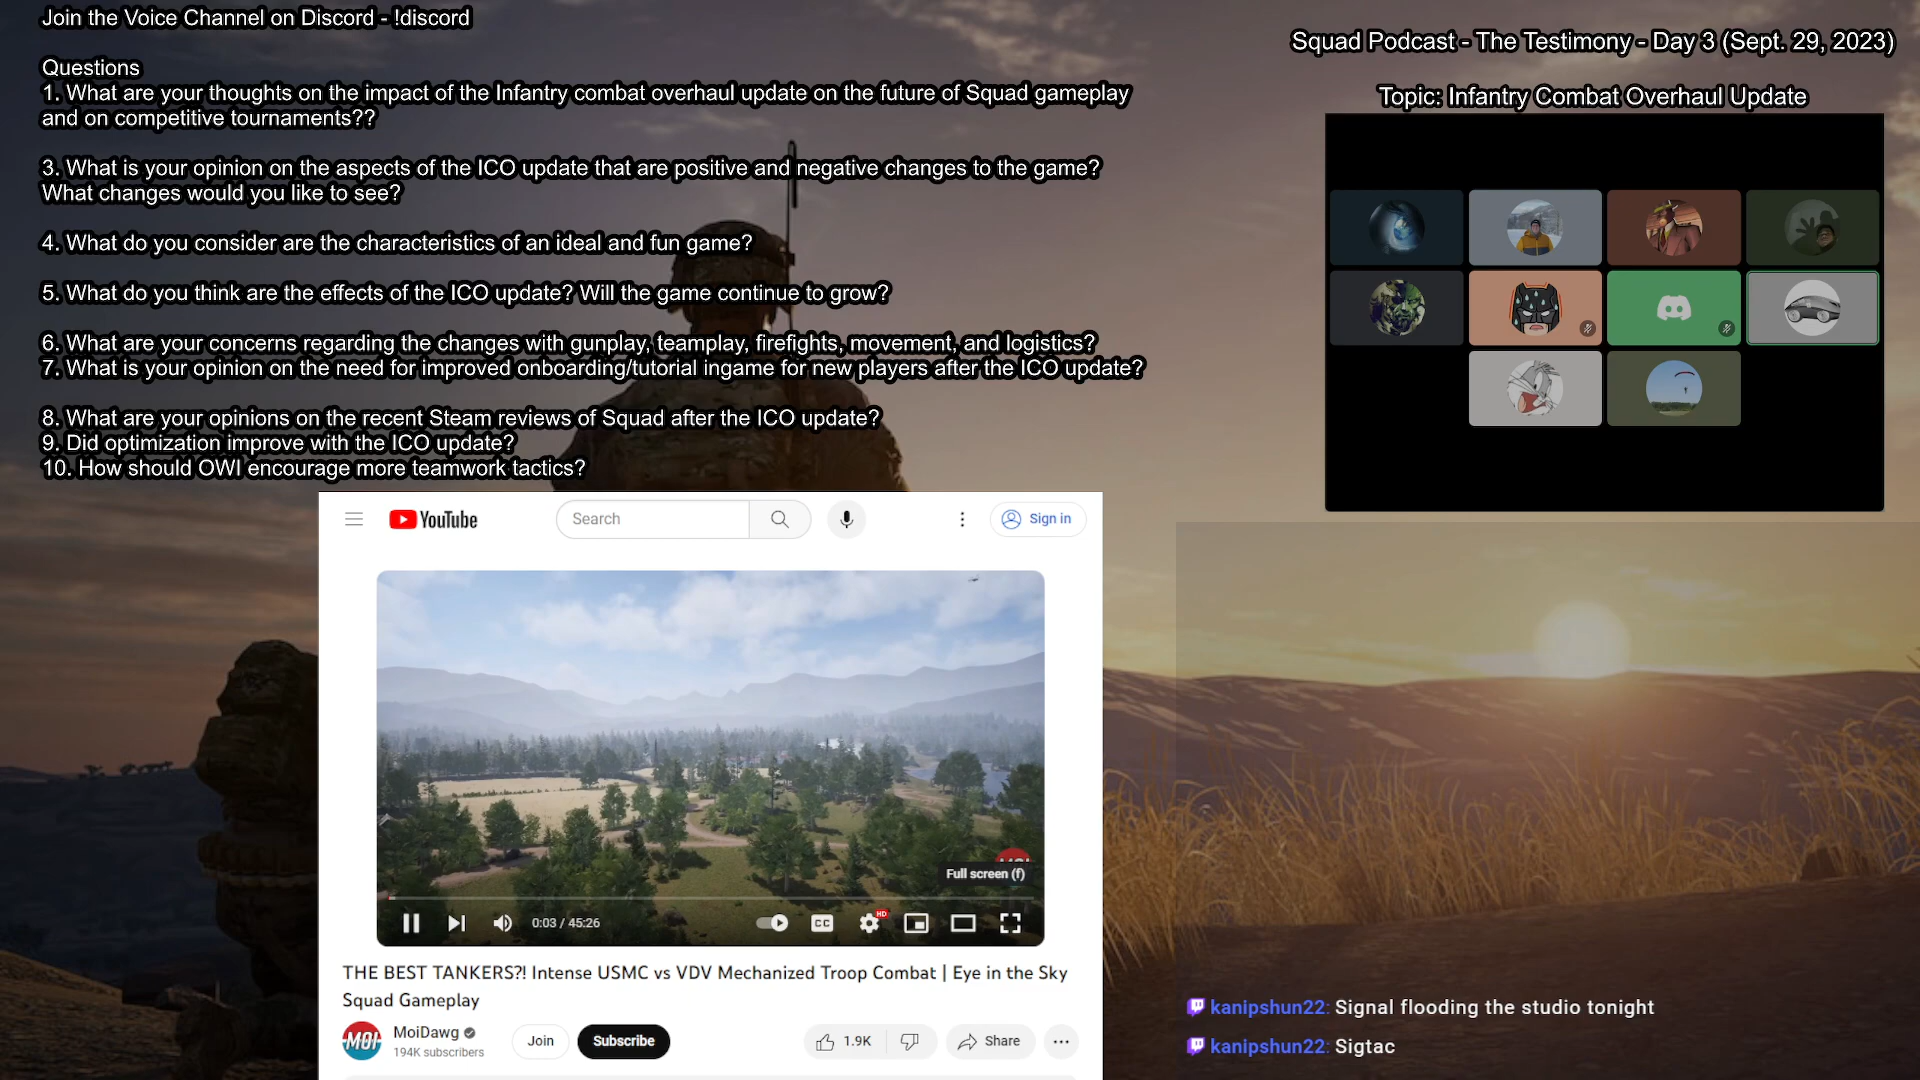 Join the Voice Channel on Discord - !discord
Questions
1. What are your thoughts on the impact of the Infantry combat overhaul update on the future of Squad gameplay
and on competitive tournaments??
3. What is your opinion on the aspects of the ICO update that are positive and negative changes to the game?
What changes would you like to see?
4. What do you consider are the characteristics of an ideal and fun game?
5. What do you think are the effects of the ICO update? Will the game continue to grow?
6. What are your concerns regarding the changes with gunplay, teamplay, firefights, movement, and logistics?
7. What is your opinion on the need for improved onboarding/tutorial ingame for new players after the ICO update?
8. What are your opinions on the recent Steam reviews of Squad after the ICO update?
9. Did optimization improve with the ICO update?
10. How should OWI encourage more teamwork tactics?
Squad Podcast - The Testimony - Day 3 (Sept. 29, 2023)
Topic: Infantry Combat Overhaul Update
YouTube
Search
Sign in
MOI
Full screen (f)
0:03 / 45:26
CC
HD
THE BEST TANKERS?! Intense USMC vs VDV Mechanized Troop Combat | Eye in the Sky
Squad Gameplay
MOI
MoiDawg
194K subscribers
Join
Subscribe
1.9K
Share
kanipshun22: Signal flooding the studio tonight
kanipshun22: Sigtac